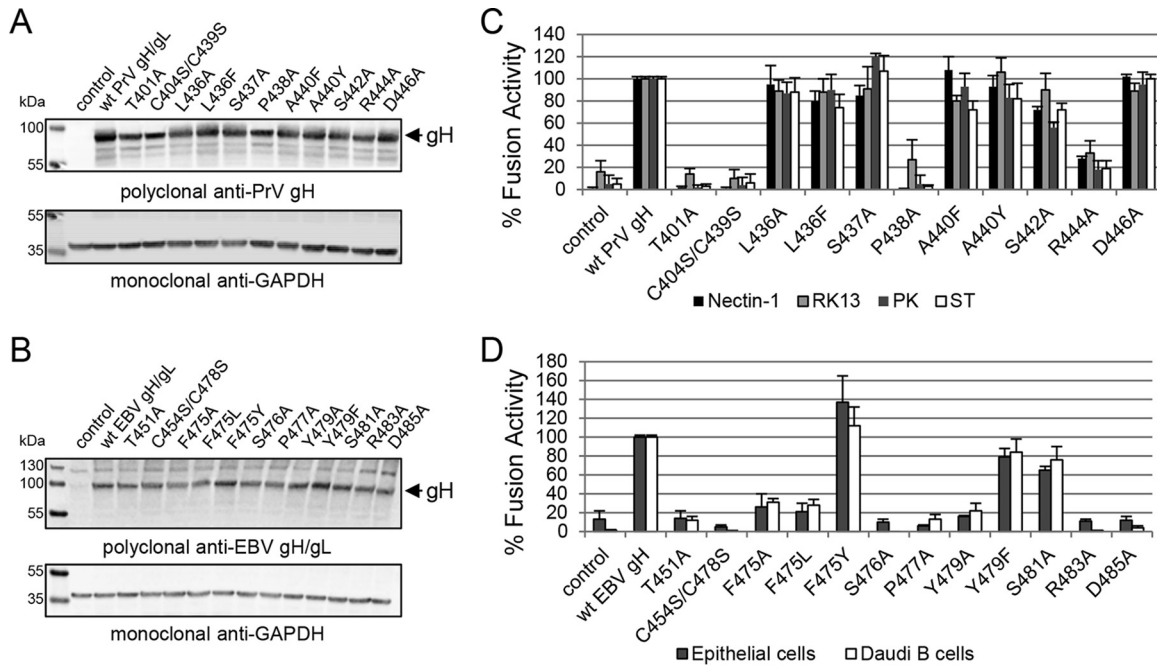 A
control
wt PrV gH/gL
T401A
C404S/C439S
L436A
L436F
S437A
P438A
A440F
A440Y
S442A
R444A
D446A
kDa
100
55
gH
polyclonal anti-PrV gH
55
35
monoclonal anti-GAPDH
B
control
wt EBV gH/gL
T451A
C454S/C478S
F475A
F475L
F475Y
S476A
P477A
Y479A
Y479F
S481A
R483A
D485A
kDa
130
100
55
gH
polyclonal anti-EBV gH/gL
55
35
monoclonal anti-GAPDH
C
% Fusion Activity
140
120
100
80
60
40
20
0
control
wt PrV gH
T401A
C404S/C439S
L436A
L436F
S437A
P438A
A440F
A440Y
S442A
R444A
D446A
Nectin-1 RK13 PK ST
D
% Fusion Activity
180
160
140
120
100
80
60
40
20
0
control
wt EBV gH
T451A
C454S/C478S
F475A
F475L
F475Y
S476A
P477A
Y479A
Y479F
S481A
R483A
D485A
Epithelial cells Daudi B cells